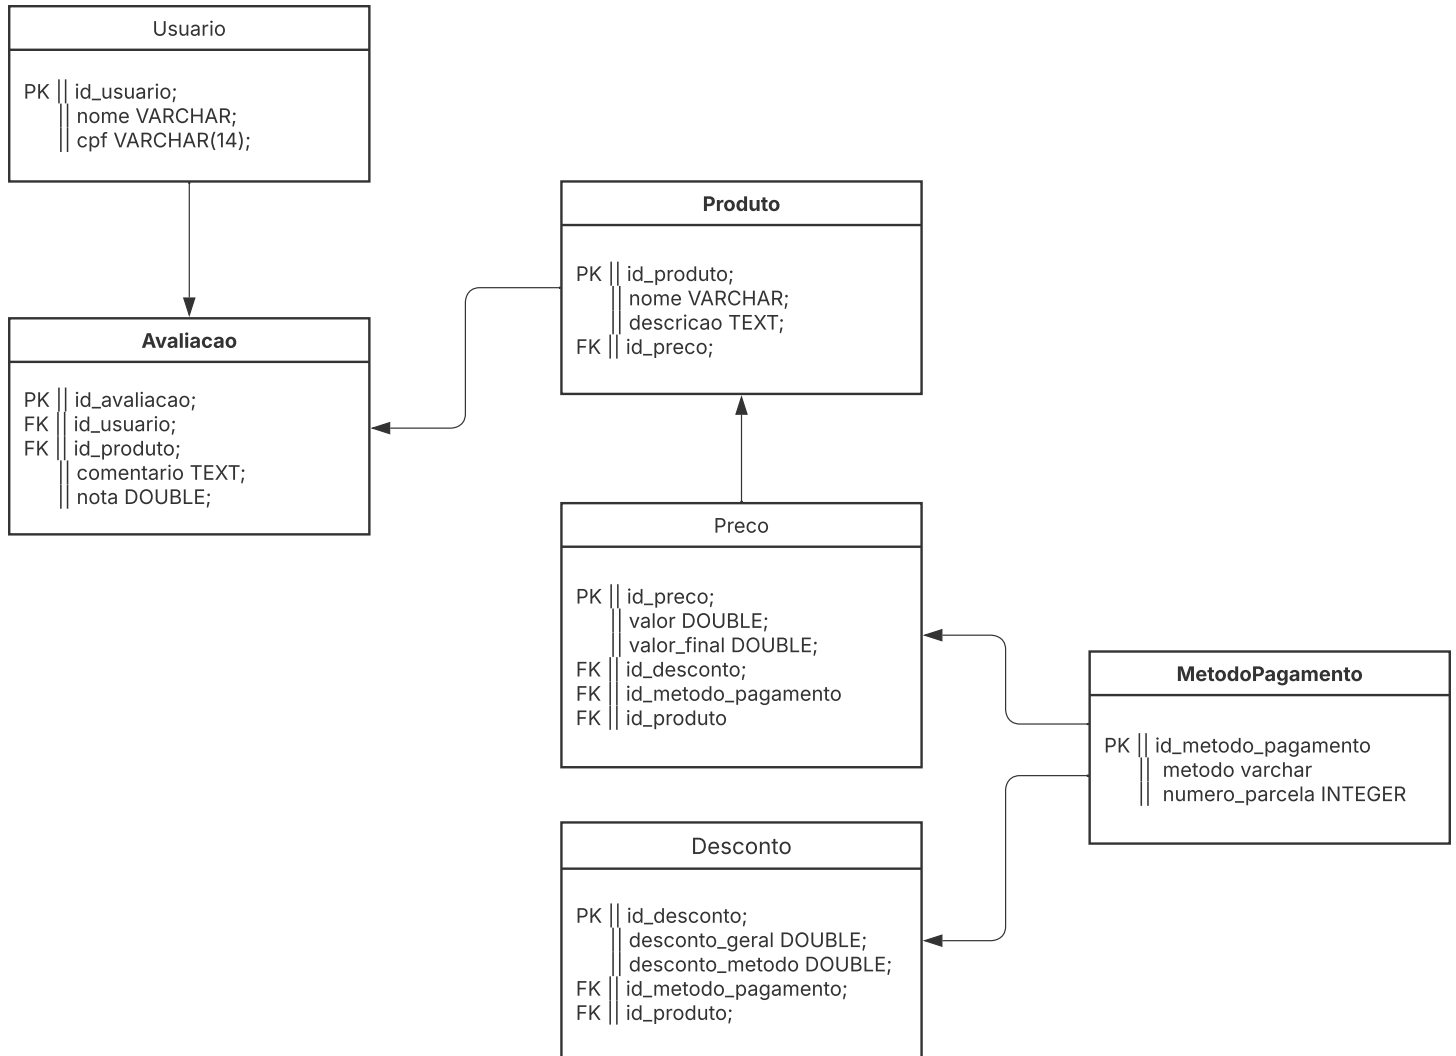 Usuario
PK || id_usuario;
|| nome VARCHAR;
|| cpf VARCHAR(14);
Avaliacao
PK || id_avaliacao;
FK || id_usuario;
FK || id_produto;
|| comentario TEXT;
|| nota DOUBLE;
Produto
PK || id_produto;
|| nome VARCHAR;
|| descricao TEXT;
FK || id_preco;
Preco
PK || id_preco;
|| valor DOUBLE;
|| valor_final DOUBLE;
FK || id_desconto;
FK || id_metodo_pagamento
FK || id_produto
MetodoPagamento
PK || id_metodo_pagamento
|| metodo varchar
|| numero_parcela INTEGER
Desconto
PK || id_desconto;
|| desconto_geral DOUBLE;
|| desconto_metodo DOUBLE;
FK || id_metodo_pagamento;
FK || id_produto;